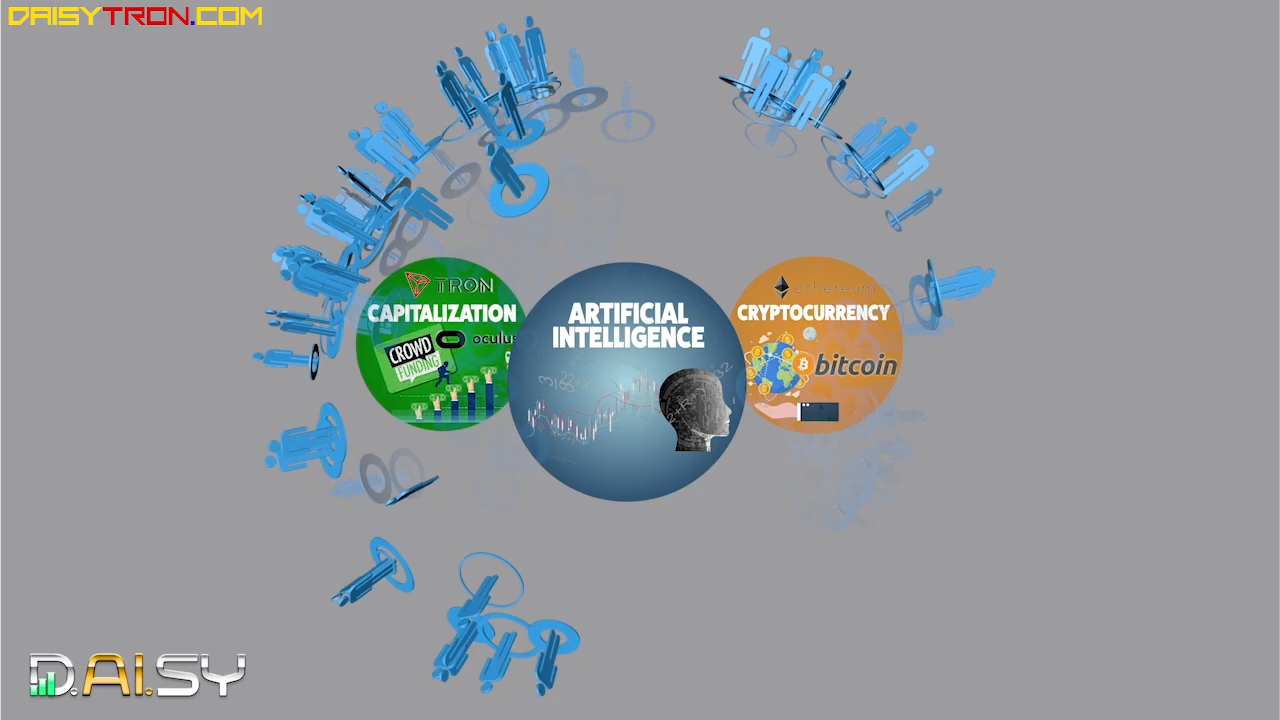 DAISYTRON.COM
TRON
CAPITALIZATION
CROWD
FUNDING
oculus
ARTIFICIAL
INTELLIGENCE
ethereum
CRYPTOCURRENCY
bitcoin
D.AI.SY